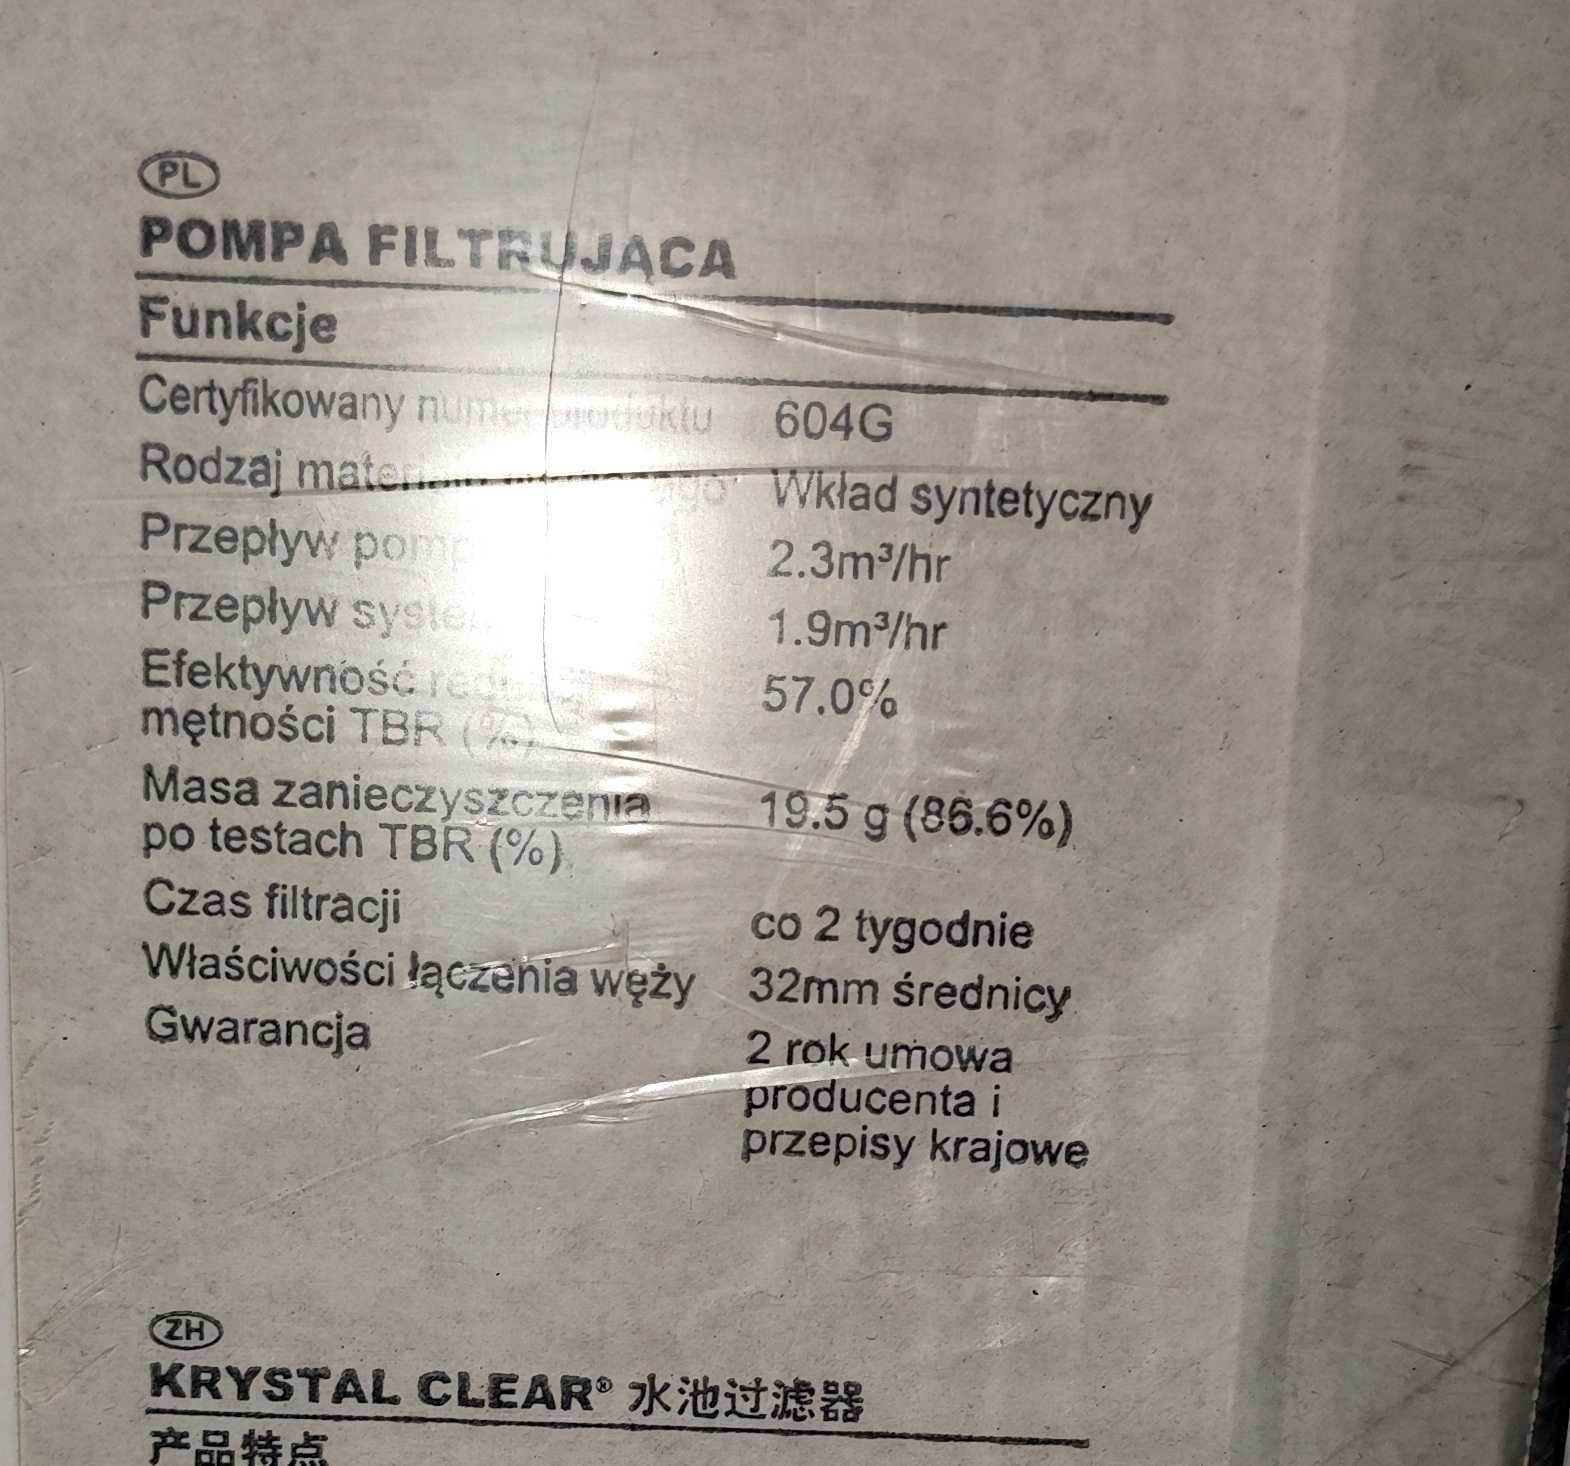 PL
POMPA FILTRUJĄCA
Funkcje
Certyfikowany numer produktu 604G
Rodzaj Wkład syntetyczny
Przepływ 2.3m³/hr
Przepływ 1.9m³/hr
Efektywność 57.0%
mętności TBR (%)
Masa zanieczyszczenia 19.5 g (86.6%)
po testach TBR (%)
Czas filtracji co 2 tygodnie
Właściwości łączenia węży 32mm średnicy
Gwarancja 2 rok umowa
producenta i
przepisy krajowe
ZH
KRYSTAL CLEAR® 水池过滤器
产品特点